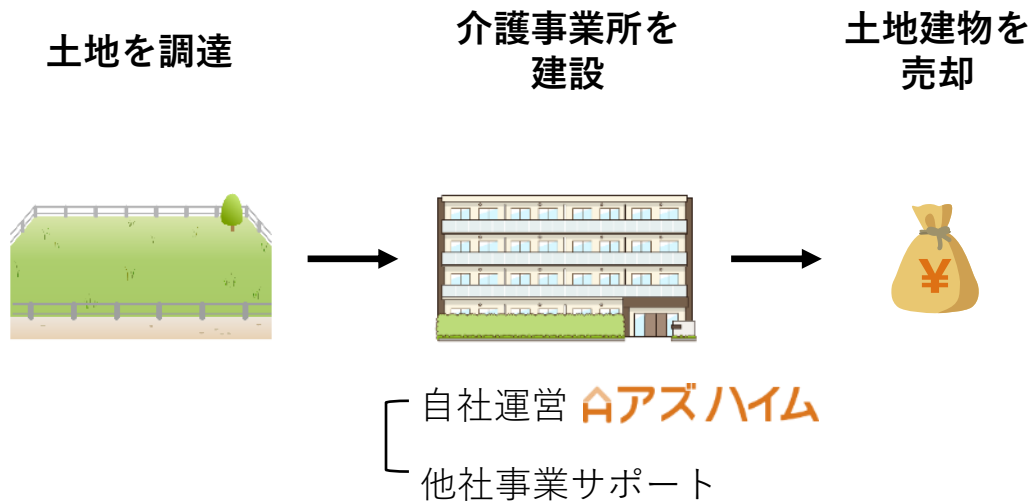 土地を調達
介護事業所を
建設
土地建物を
売却
¥
自社運営 アズハイム
他社事業サポート